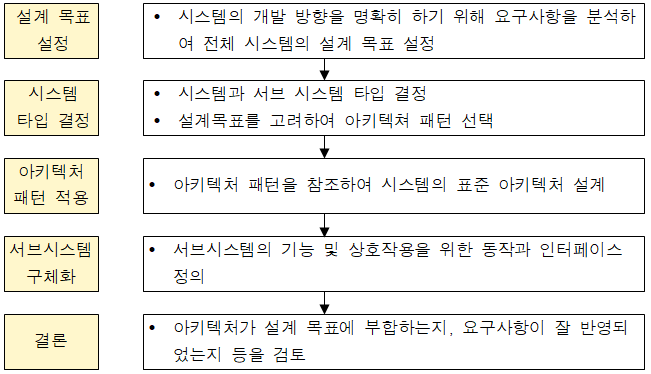 설계 목표
설정
• 시스템의 개발 방향을 명확히 하기 위해 요구사항을 분석하
여 전체 시스템의 설계 목표 설정
시스템
타입 결정
• 시스템과 서브 시스템 타입 결정
• 설계목표를 고려하여 아키텍쳐 패턴 선택
아키텍처
패턴 적용
• 아키텍처 패턴을 참조하여 시스템의 표준 아키텍처 설계
서브시스템
구체화
• 서브시스템의 기능 및 상호작용을 위한 동작과 인터페이스
정의
결론
• 아키텍처가 설계 목표에 부합하는지, 요구사항이 잘 반영되
었는지 등을 검토